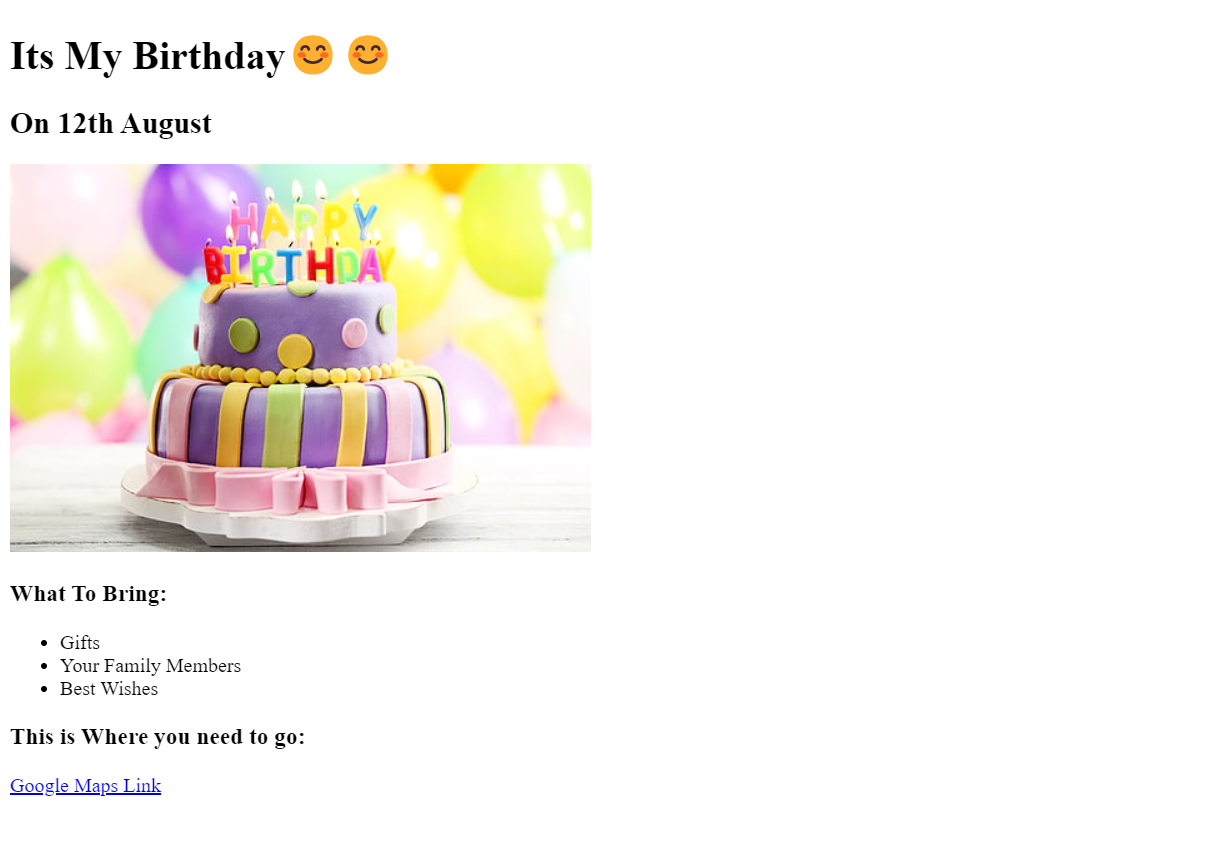 Its My Birthday😊 😊
On 12th August
HAPPY
BIRTHDAY
What To Bring:
Gifts
Your Family Members
Best Wishes
This is Where you need to go:
Google Maps Link